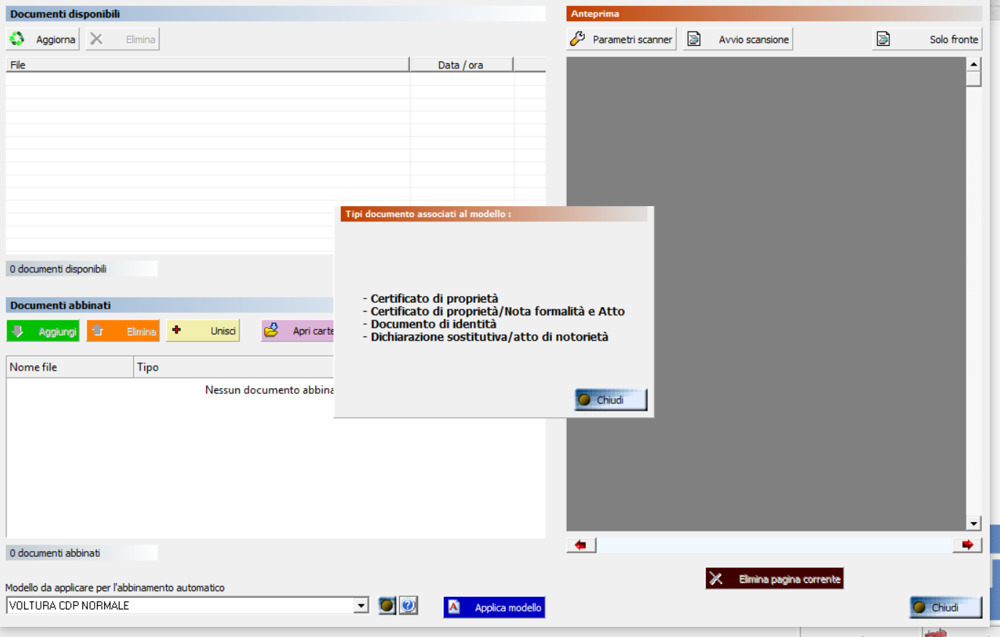 Documenti disponibili
Anteprima
Aggiorna
Elimina
Parametri scanner
Avvio scansione
Solo fronte
File
Data / ora
Tipi documento associati al modello :
0 documenti disponibili
- Certificato di proprietà
- Certificato di proprietà/Nota formalità e Atto
- Documento di identità
- Dichiarazione sostitutiva/atto di notorietà
Documenti abbinati
Aggiungi
Elimina
Unisci
Apri carte
Nome file
Tipo
Nessun documento abbina
Chiudi
0 documenti abbinati
Elimina pagina corrente
Modello da applicare per l'abbinamento automatico
VOLTURA CDP NORMALE
Applica modello
Chiudi